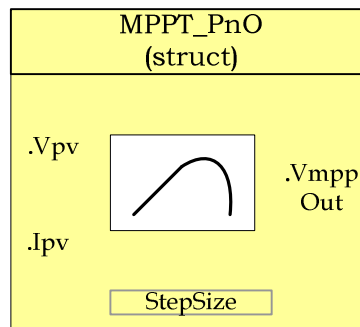 MPPT_PnO
(struct)
.Vpv
.Vmpp
Out
.Ipv
StepSize